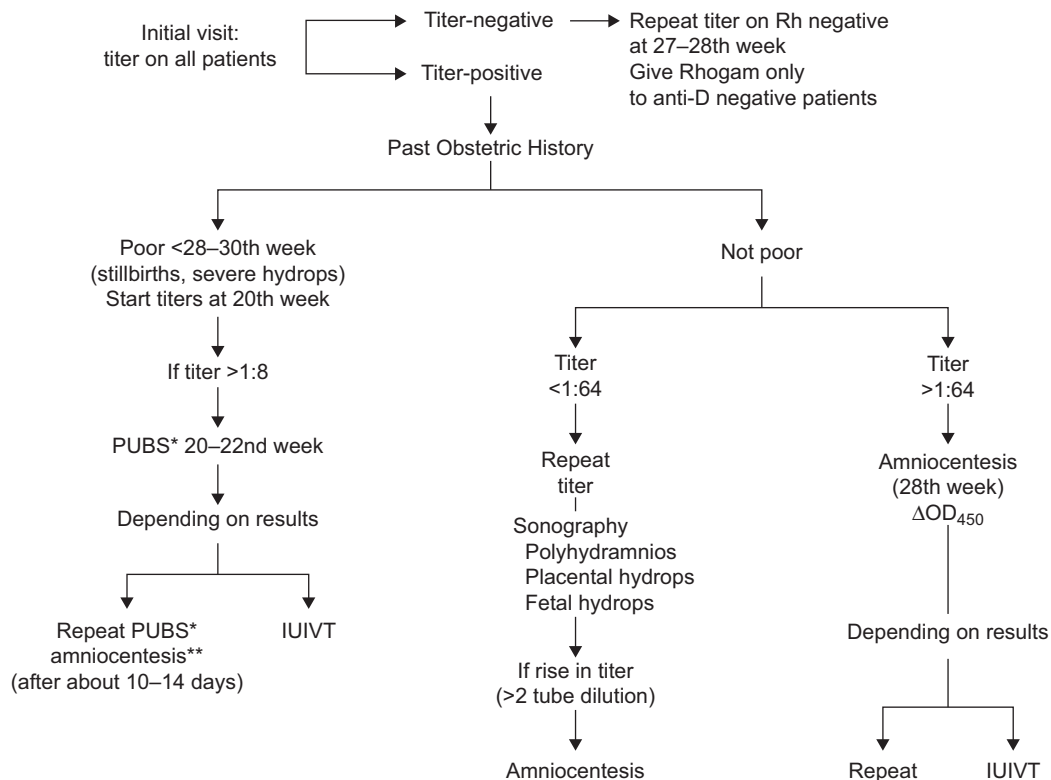 Initial visit:
titer on all patients
Titer-negative
Repeat titer on Rh negative
at 27–28th week
Give Rhogam only
to anti-D negative patients
Titer-positive
Past Obstetric History
Poor <28–30th week
(stillbirths, severe hydrops)
Start titers at 20th week
If titer >1:8
PUBS* 20–22nd week
Depending on results
Repeat PUBS*
amniocentesis**
(after about 10–14 days)
IUIVT
Not poor
Titer
<1:64
Repeat
titer
Sonography
Polyhydramnios
Placental hydrops
Fetal hydrops
If rise in titer
(>2 tube dilution)
Amniocentesis
Titer
>1:64
Amniocentesis
(28th week)
ΔOD450
Depending on results
Repeat
IUIVT